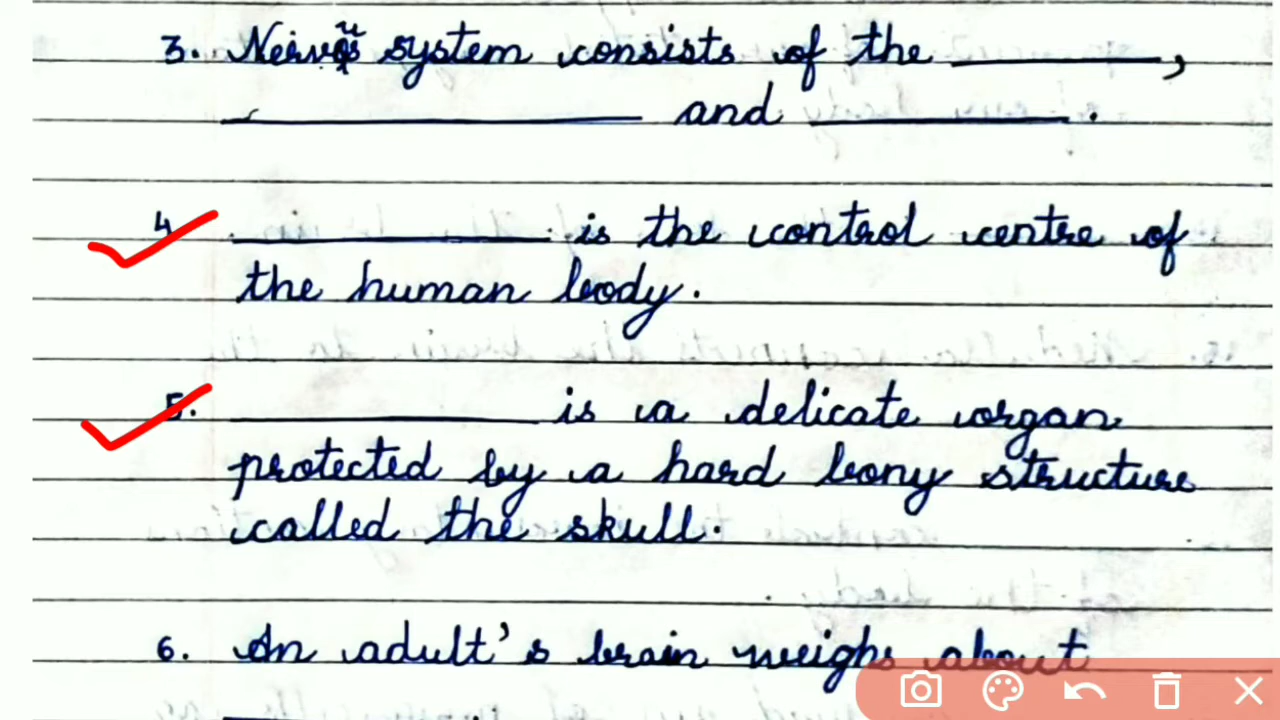 3. Nervous system consists of the ________,
________ and ________.
4. ________ is the control centre of
the human body.
5. ________ is a delicate organ
protected by a hard bony structure
called the skull.
6. An adult's brain weighs about